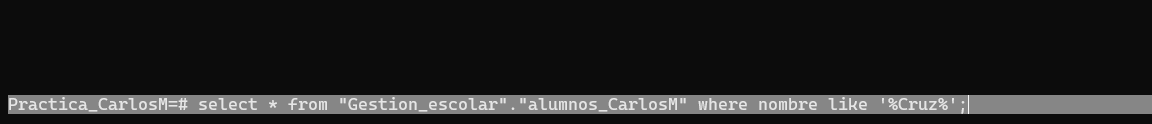 Practica_CarlosM=# select * from "Gestion_escolar"."alumnos_CarlosM" where nombre like '%Cruz%';